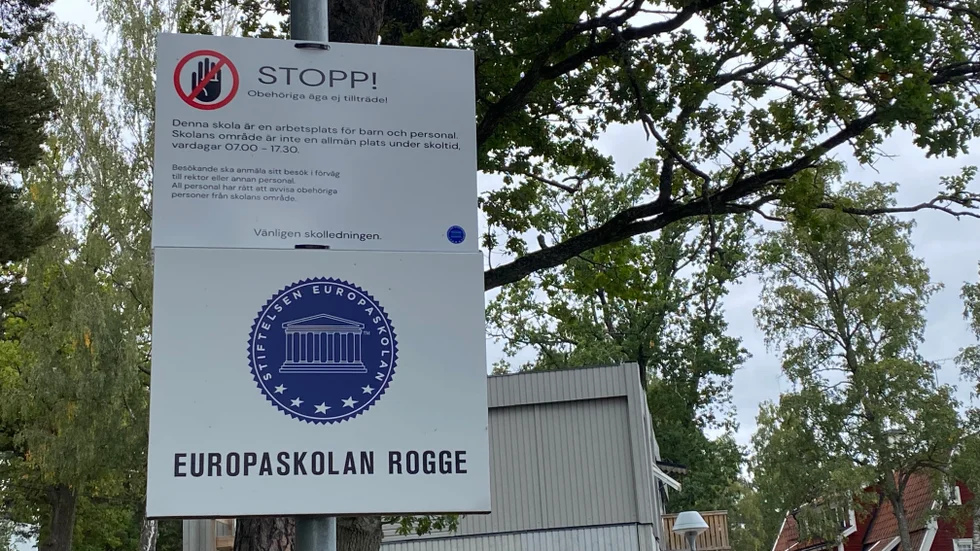 STOPP!
Obehöriga äga ej tillträde!
Denna skola är en arbetsplats för barn och personal.
Skolans område är inte en allmän plats under skoltid,
vardagar 07.00 - 17.30.
Besökande ska anmäla sitt besök i förväg
till rektor eller annan personal.
All personal har rätt att avvisa obehöriga
personer från skolans område.
Vänligen skolledningen.
STIFTELSEN EUROPASKOLAN
TM
EUROPASKOLAN ROGGE